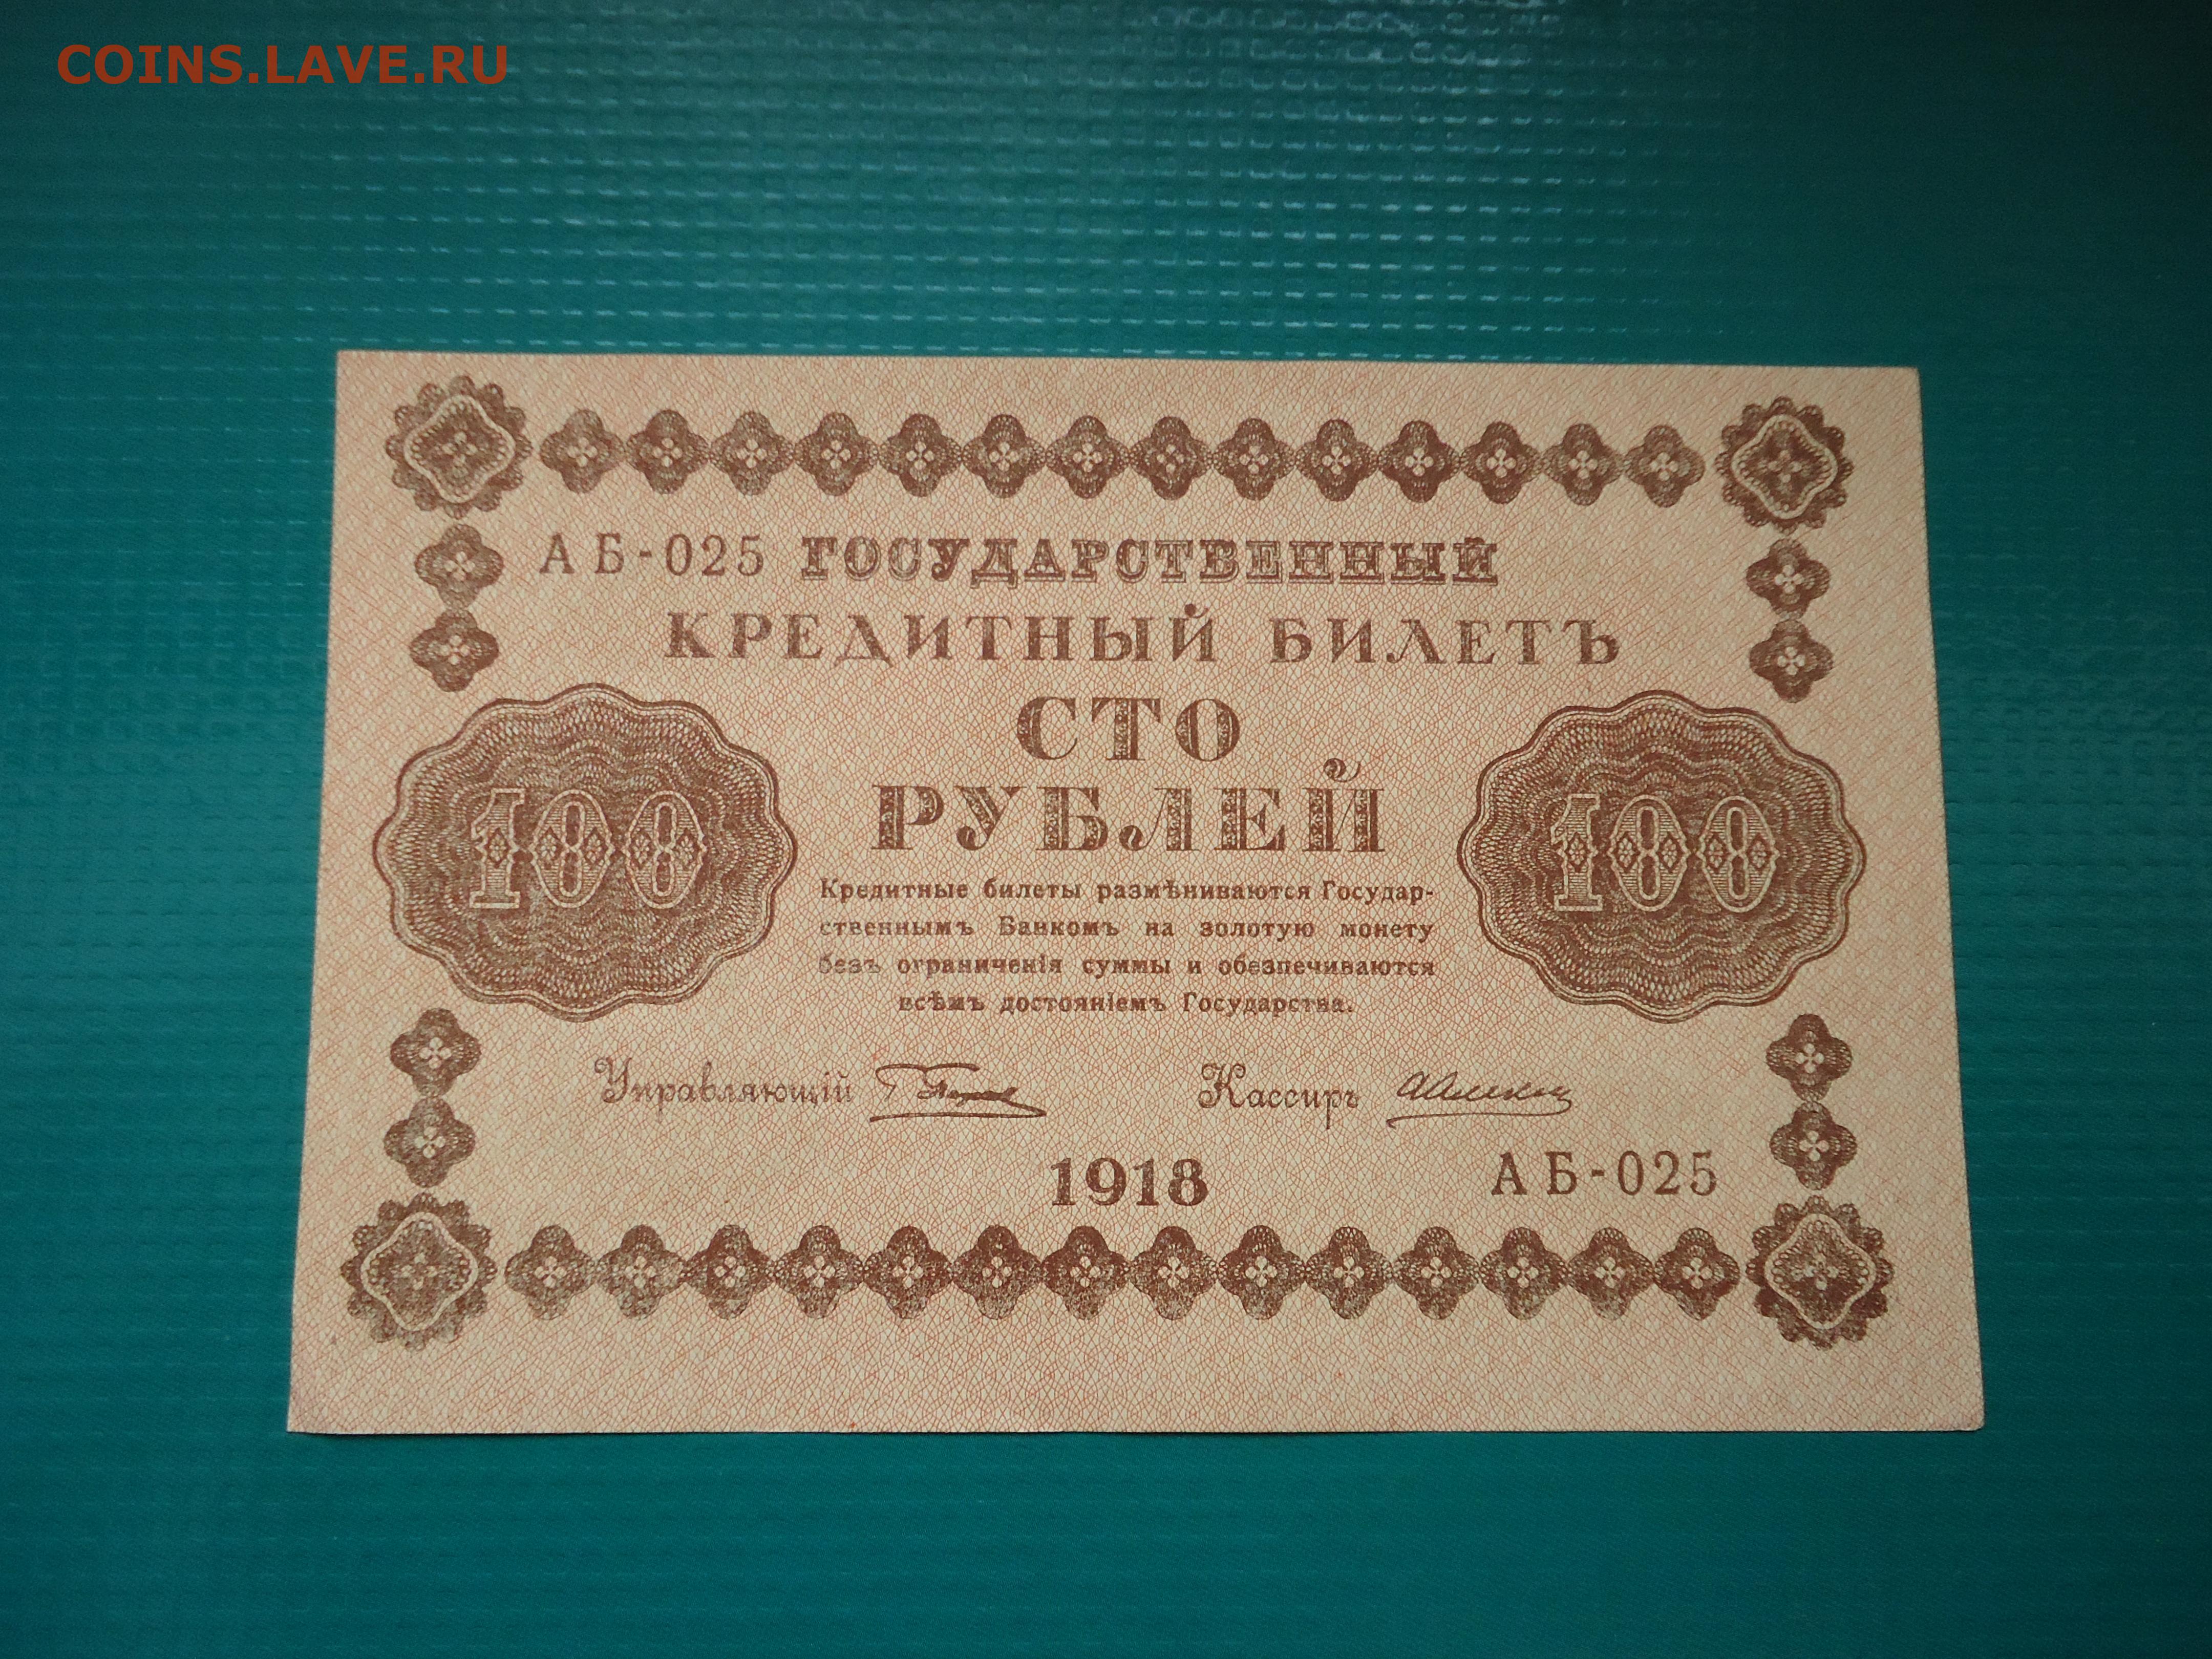 COINS.LAVE.RU
АБ-025 ГОСУДАРСТВЕННЫЙ
КРЕДИТНЫЙ БИЛЕТЪ
СТО
РУБЛЕЙ
100 100
Кредитные билеты размѣниваются Государ-
ственнымъ Банкомъ на золотую монету
безъ ограниченія суммы и обезпечиваются
всѣмъ достояніемъ Государства.
Управляющій Кассиръ
1918 АБ-025